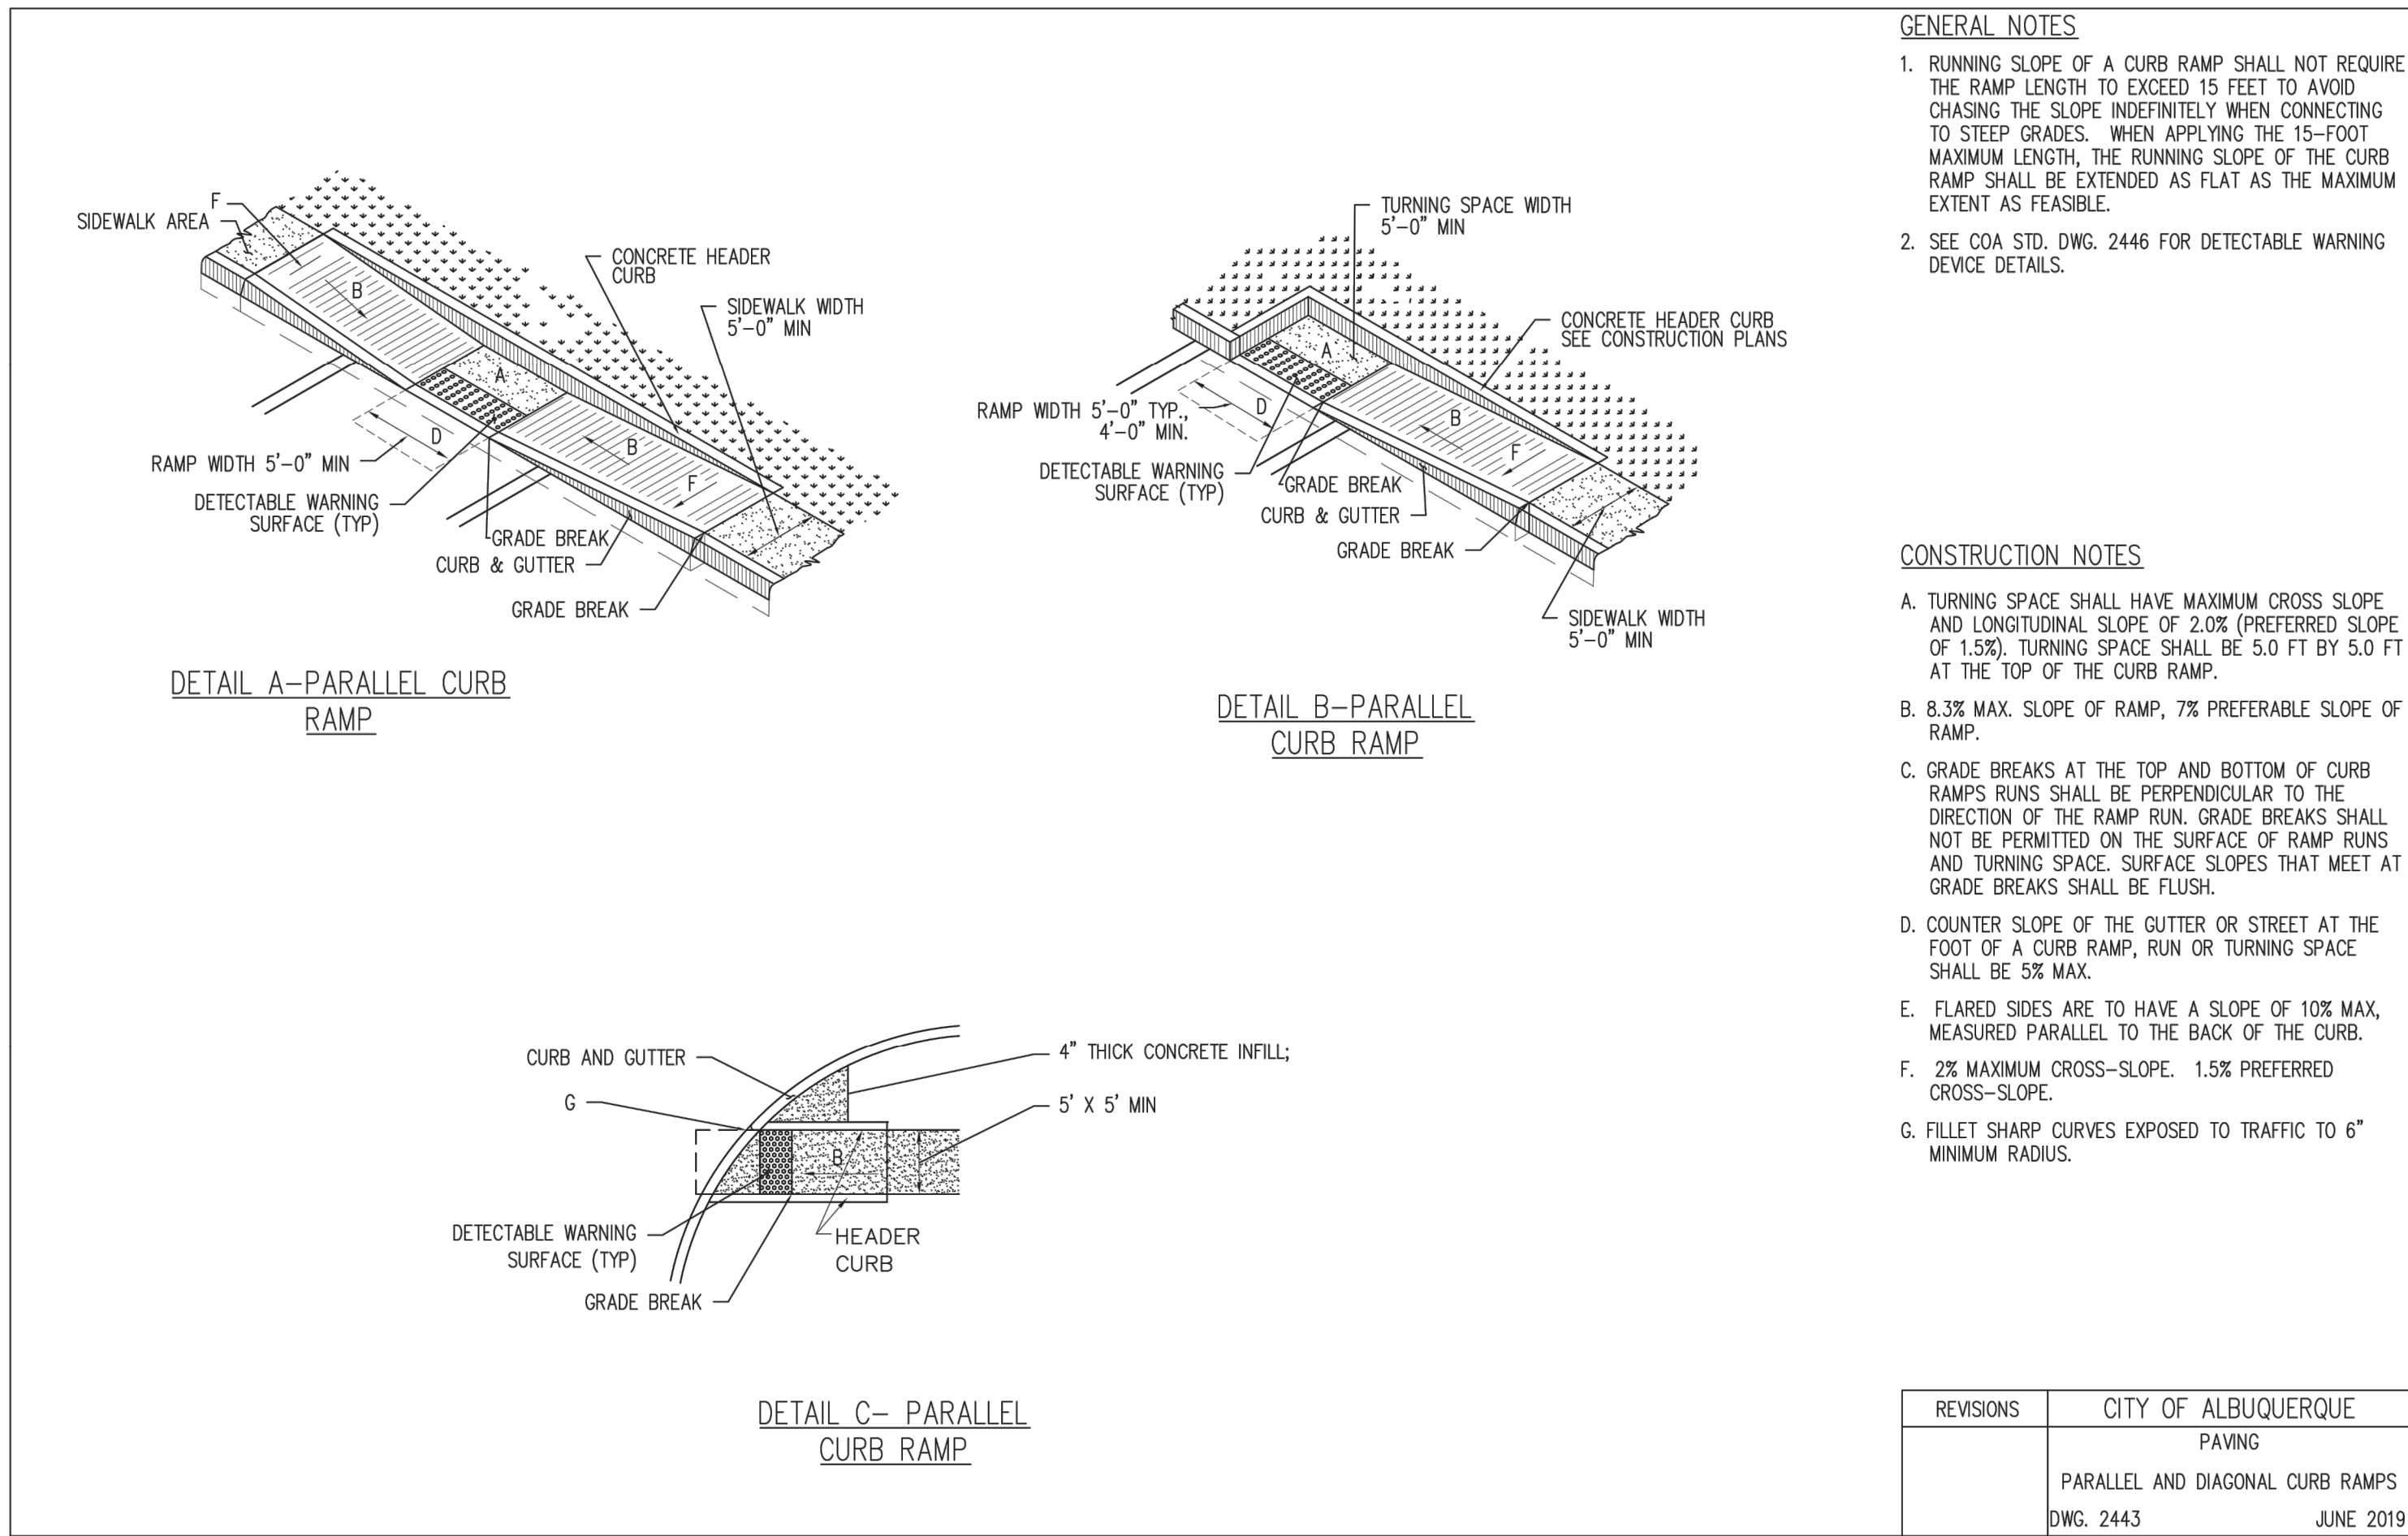 F
SIDEWALK AREA
B
CONCRETE HEADER
CURB
SIDEWALK WIDTH
5'-0" MIN
A
D
B
RAMP WIDTH 5'-0" MIN
F
DETECTABLE WARNING
SURFACE (TYP)
GRADE BREAK
CURB & GUTTER
GRADE BREAK
DETAIL A-PARALLEL CURB
RAMP
TURNING SPACE WIDTH
5'-0" MIN
CONCRETE HEADER CURB
SEE CONSTRUCTION PLANS
A
RAMP WIDTH 5'-0" TYP.,
4'-0" MIN.
D
B
F
DETECTABLE WARNING
SURFACE (TYP)
GRADE BREAK
CURB & GUTTER
GRADE BREAK
SIDEWALK WIDTH
5'-0" MIN
DETAIL B-PARALLEL
CURB RAMP
CURB AND GUTTER
4" THICK CONCRETE INFILL;
G
5' X 5' MIN
B
DETECTABLE WARNING
SURFACE (TYP)
HEADER
CURB
GRADE BREAK
DETAIL C- PARALLEL
CURB RAMP
GENERAL NOTES
1. RUNNING SLOPE OF A CURB RAMP SHALL NOT REQUIRE
THE RAMP LENGTH TO EXCEED 15 FEET TO AVOID
CHASING THE SLOPE INDEFINITELY WHEN CONNECTING
TO STEEP GRADES. WHEN APPLYING THE 15-FOOT
MAXIMUM LENGTH, THE RUNNING SLOPE OF THE CURB
RAMP SHALL BE EXTENDED AS FLAT AS THE MAXIMUM
EXTENT AS FEASIBLE.
2. SEE COA STD. DWG. 2446 FOR DETECTABLE WARNING
DEVICE DETAILS.
CONSTRUCTION NOTES
A. TURNING SPACE SHALL HAVE MAXIMUM CROSS SLOPE
AND LONGITUDINAL SLOPE OF 2.0% (PREFERRED SLOPE
OF 1.5%). TURNING SPACE SHALL BE 5.0 FT BY 5.0 FT
AT THE TOP OF THE CURB RAMP.
B. 8.3% MAX. SLOPE OF RAMP, 7% PREFERABLE SLOPE OF
RAMP.
C. GRADE BREAKS AT THE TOP AND BOTTOM OF CURB
RAMPS RUNS SHALL BE PERPENDICULAR TO THE
DIRECTION OF THE RAMP RUN. GRADE BREAKS SHALL
NOT BE PERMITTED ON THE SURFACE OF RAMP RUNS
AND TURNING SPACE. SURFACE SLOPES THAT MEET AT
GRADE BREAKS SHALL BE FLUSH.
D. COUNTER SLOPE OF THE GUTTER OR STREET AT THE
FOOT OF A CURB RAMP, RUN OR TURNING SPACE
SHALL BE 5% MAX.
E. FLARED SIDES ARE TO HAVE A SLOPE OF 10% MAX,
MEASURED PARALLEL TO THE BACK OF THE CURB.
F. 2% MAXIMUM CROSS-SLOPE. 1.5% PREFERRED
CROSS-SLOPE.
G. FILLET SHARP CURVES EXPOSED TO TRAFFIC TO 6"
MINIMUM RADIUS.
REVISIONS
CITY OF ALBUQUERQUE
PAVING
PARALLEL AND DIAGONAL CURB RAMPS
DWG. 2443 JUNE 2019